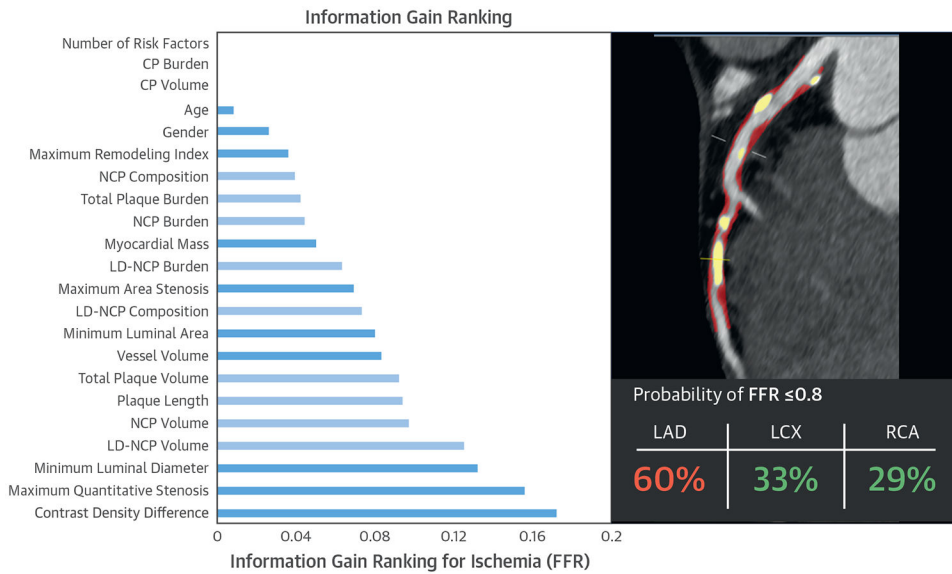 Information Gain Ranking
Number of Risk Factors
CP Burden
CP Volume
Age
Gender
Maximum Remodeling Index
NCP Composition
Total Plaque Burden
NCP Burden
Myocardial Mass
LD-NCP Burden
Maximum Area Stenosis
LD-NCP Composition
Minimum Luminal Area
Vessel Volume
Total Plaque Volume
Plaque Length
NCP Volume
LD-NCP Volume
Minimum Luminal Diameter
Maximum Quantitative Stenosis
Contrast Density Difference
0 0.04 0.08 0.12 0.16 0.2
Information Gain Ranking for Ischemia (FFR)
Probability of FFR ≤0.8
LAD LCX RCA
60% 33% 29%